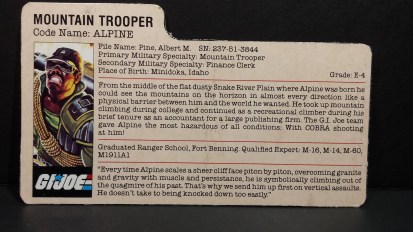 MOUNTAIN TROOPER
Code Name: ALPINE
File Name: Pine, Albert M. SN: 237-81-3844
Primary Military Specialty: Mountain Trooper
Secondary Military Specialty: Finance Clerk
Place of Birth: Minidoka, Idaho Grade: E-4
From the middle of the flat dusty Snake River Plain where Alpine was born he
could see the mountains on the horizon in almost every direction like a
physical barrier between him and the world he wanted. He took up mountain
climbing during college and continued as a recreational climber during his
brief tenure as an accountant for a large publishing firm. The G.I. Joe team
gave Alpine the most hazardous of all conditions: With COBRA shooting
at him!
Graduated Ranger School, Fort Benning. Qualified Expert: M-16, M-14, M-60,
M1911A1
"Every time Alpine scales a sheer cliff face piton by piton, overcoming granite
and gravity with muscle and persistence, he is symbolically climbing out of
the quagmire of his past. That's why we send him up first on vertical assaults.
He doesn't take to being knocked down too easily."
GI JOE